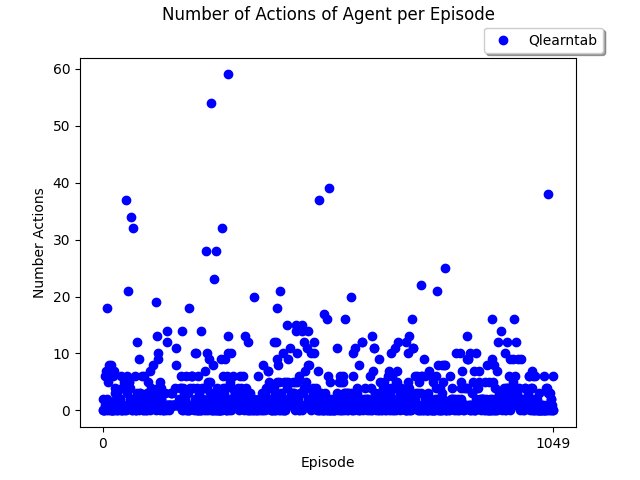 Number of Actions of Agent per Episode
Qlearntab
60
50
40
30
20
10
0
Number Actions
0 1049
Episode